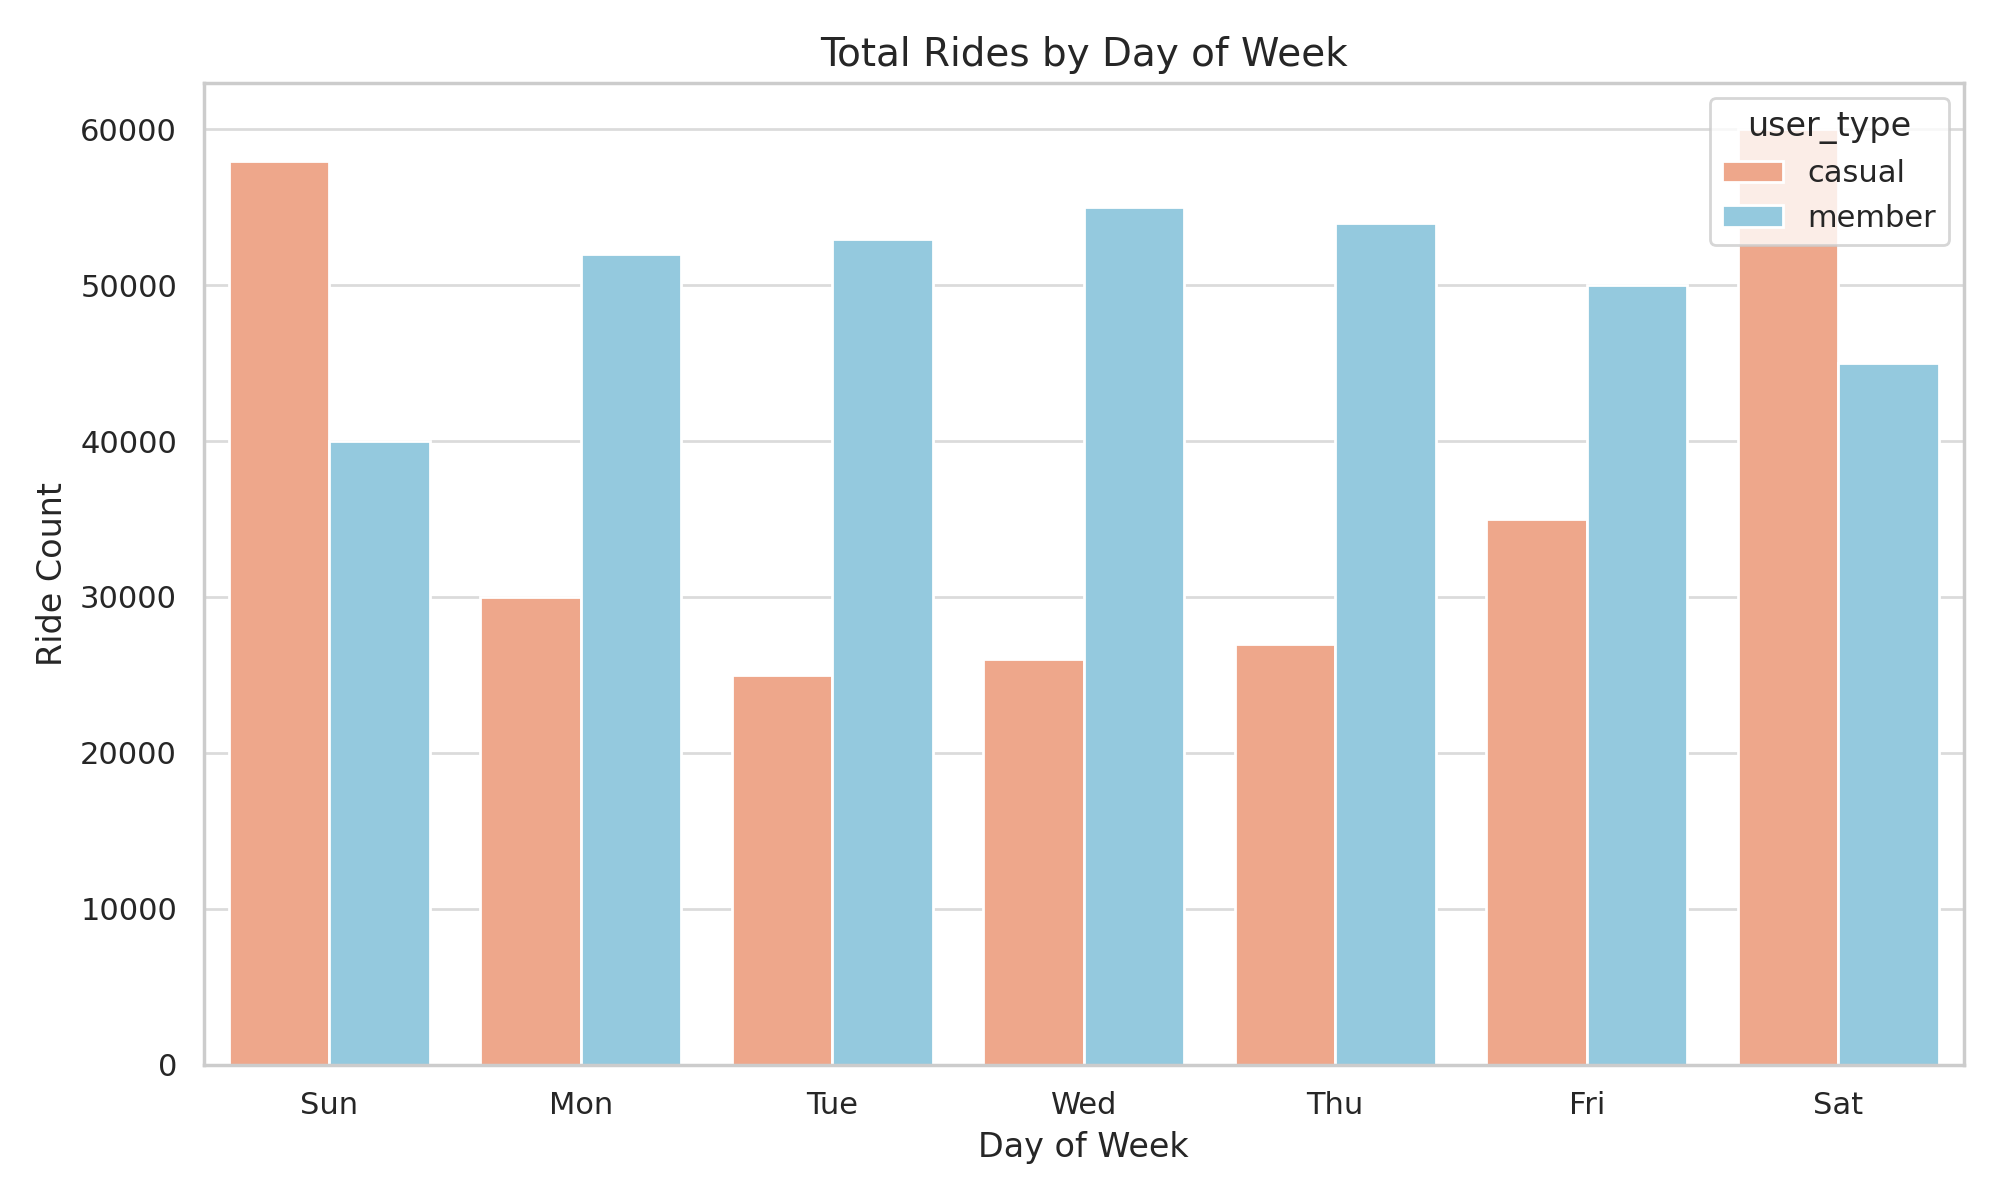 Total Rides by Day of Week
user_type
casual
member
Ride Count
60000
50000
40000
30000
20000
10000
0
Sun Mon Tue Wed Thu Fri Sat
Day of Week